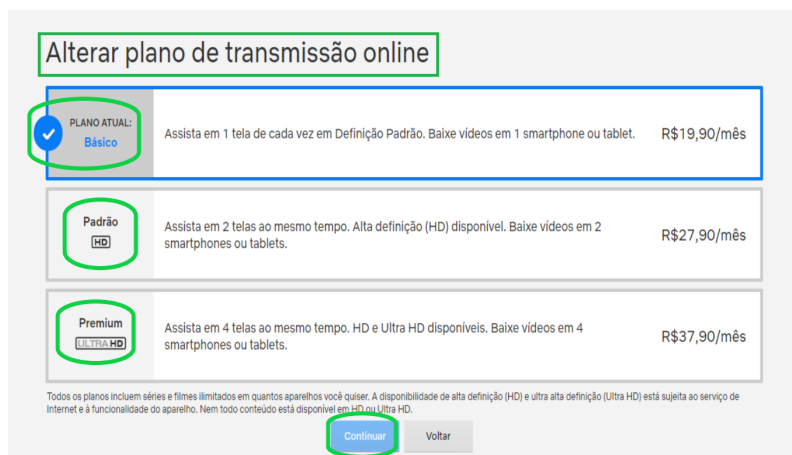 Alterar plano de transmissão online
PLANO ATUAL:
Básico
Assista em 1 tela de cada vez em Definição Padrão. Baixe vídeos em 1 smartphone ou tablet.
R$19,90/mês
Padrão
HD
Assista em 2 telas ao mesmo tempo. Alta definição (HD) disponível. Baixe vídeos em 2
smartphones ou tablets.
R$27,90/mês
Premium
ULTRA HD
Assista em 4 telas ao mesmo tempo. HD e Ultra HD disponíveis. Baixe vídeos em 4
smartphones ou tablets.
R$37,90/mês
Todos os planos incluem séries e filmes ilimitados em quantos aparelhos você quiser. A disponibilidade de alta definição (HD) e ultra alta definição (Ultra HD) está sujeita ao serviço de
Internet e à funcionalidade do aparelho. Nem todo conteúdo está disponível em HD ou Ultra HD.
Continuar
Voltar